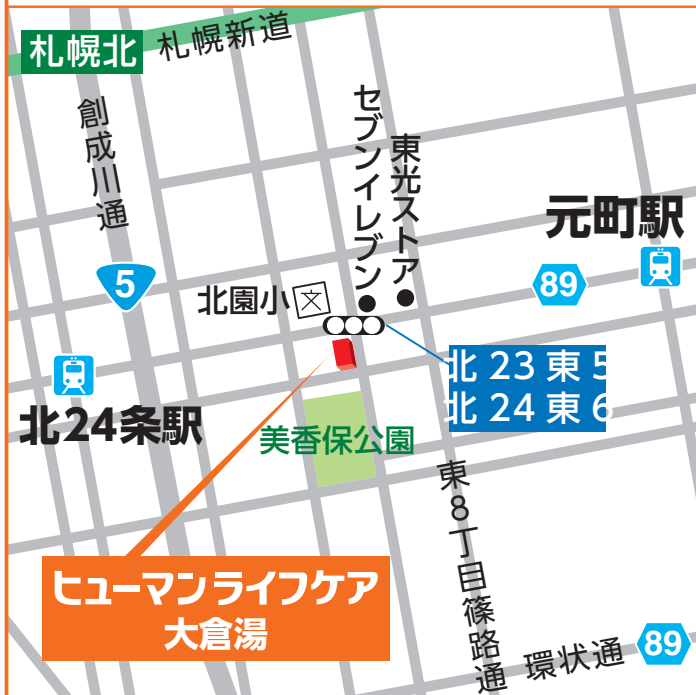 札幌北
札幌新道
創成川通
セブンイレブン
東光ストア
元町駅
5
89
北園小
文
北 23 東 5
北 24 東 6
北24条駅
美香保公園
東8丁目篠路通
ヒューマンライフケア
大倉湯
環状通
89